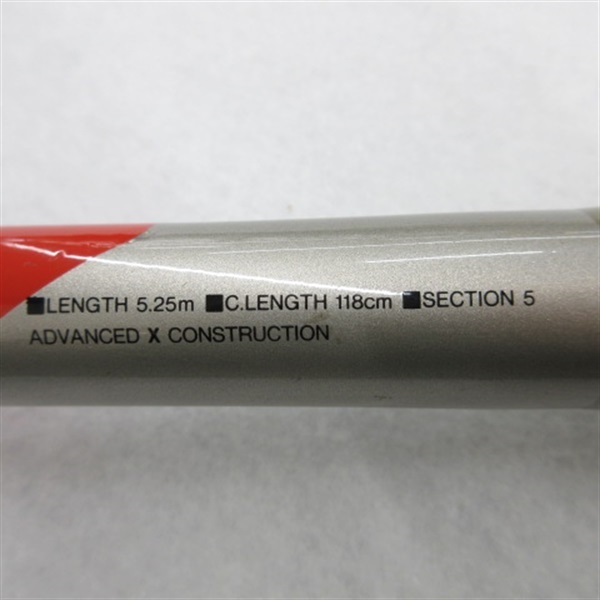 ■LENGTH 5.25m ■C.LENGTH 118cm ■SECTION 5
ADVANCED X CONSTRUCTION